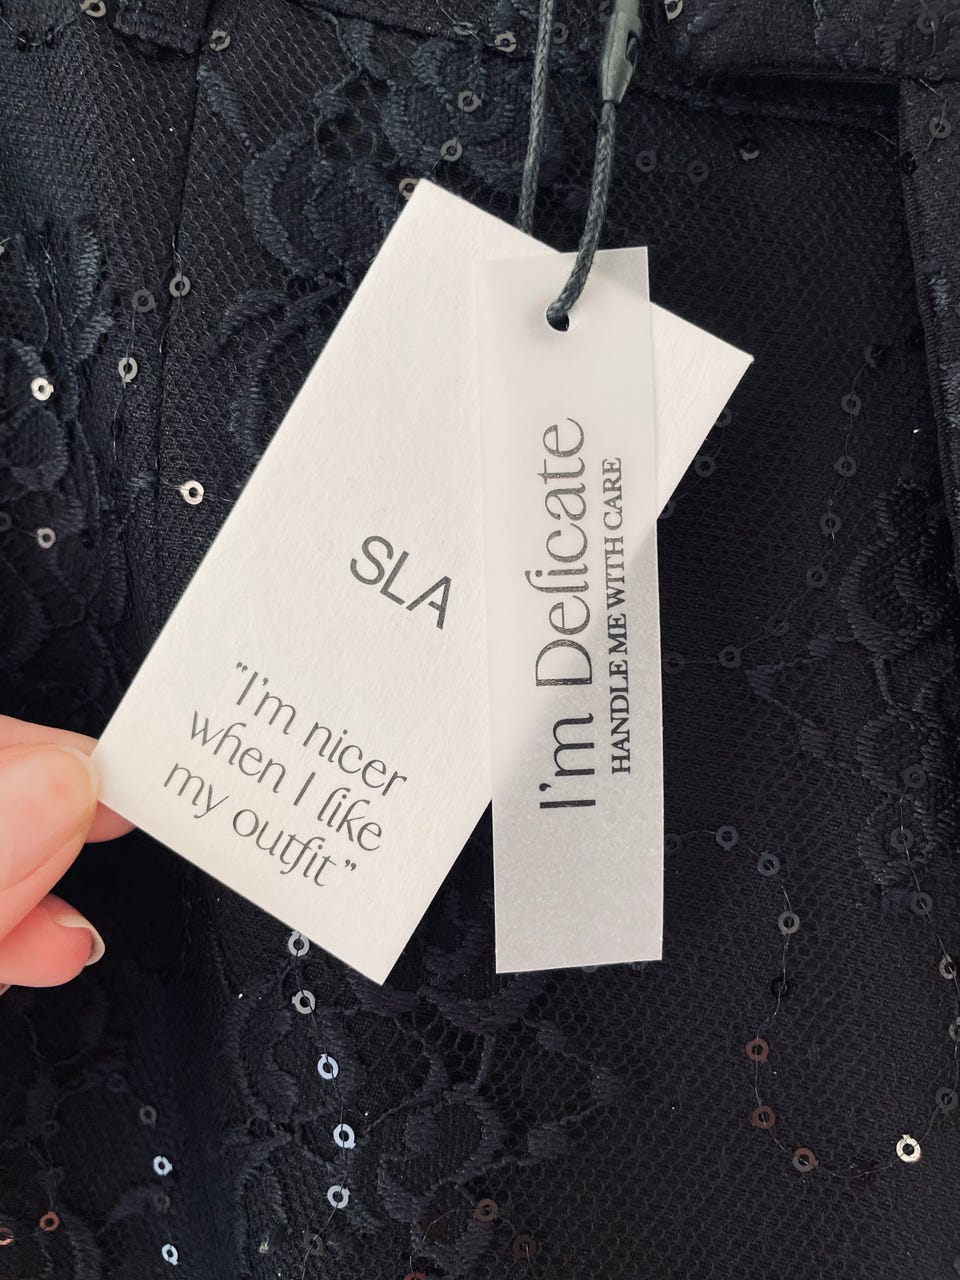 SLA
"I'm nicer
when I like
my outfit"
I'm Delicate
HANDLE ME WITH CARE